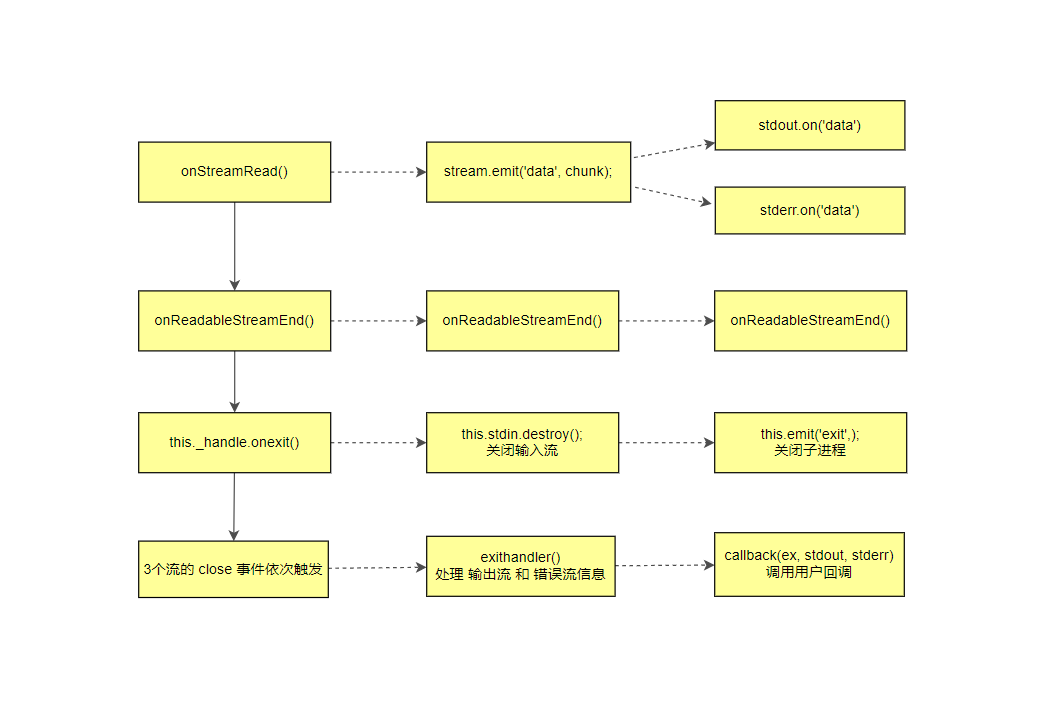 stdout.on('data')
onStreamRead()
stream.emit('data', chunk);
stderr.on('data')
onReadableStreamEnd()
onReadableStreamEnd()
onReadableStreamEnd()
this._handle.onexit()
this.stdin.destroy();
关闭输入流
this.emit('exit',);
关闭子进程
3个流的 close 事件依次触发
exithandler()
处理 输出流 和 错误流信息
callback(ex, stdout, stderr)
调用用户回调